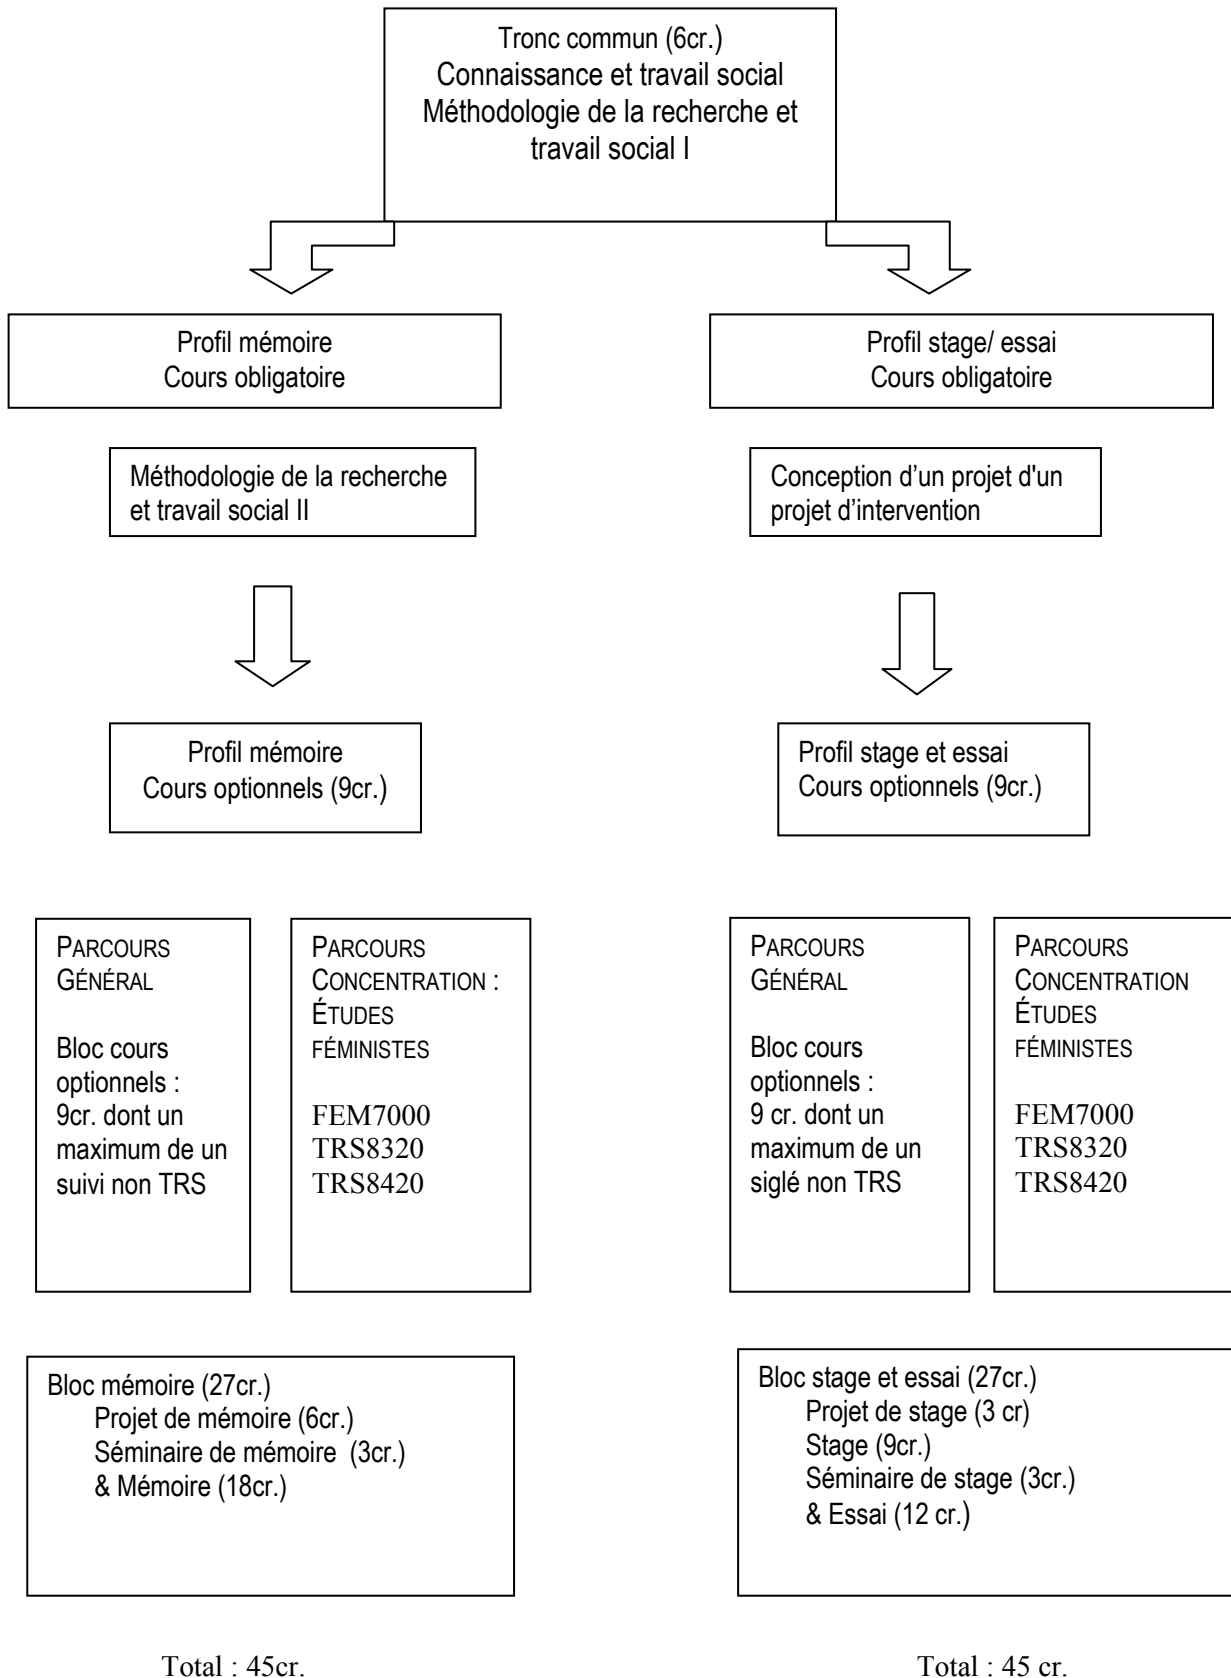 Tronc commun (6cr.)
Connaissance et travail social
Méthodologie de la recherche et
travail social I
Profil mémoire
Cours obligatoire
Méthodologie de la recherche
et travail social II
Profil mémoire
Cours optionnels (9cr.)
PARCOURS
GÉNÉRAL
Bloc cours
optionnels :
9cr. dont un
maximum de un
suivi non TRS
PARCOURS
CONCENTRATION :
ÉTUDES
FÉMINISTES
FEM7000
TRS8320
TRS8420
Bloc mémoire (27cr.)
Projet de mémoire (6cr.)
Séminaire de mémoire (3cr.)
& Mémoire (18cr.)
Total : 45cr.
Profil stage/ essai
Cours obligatoire
Conception d’un projet d'un
projet d’intervention
Profil stage et essai
Cours optionnels (9cr.)
PARCOURS
GÉNÉRAL
Bloc cours
optionnels :
9 cr. dont un
maximum de un
siglé non TRS
PARCOURS
CONCENTRATION
ÉTUDES
FÉMINISTES
FEM7000
TRS8320
TRS8420
Bloc stage et essai (27cr.)
Projet de stage (3 cr)
Stage (9cr.)
Séminaire de stage (3cr.)
& Essai (12 cr.)
Total : 45 cr.